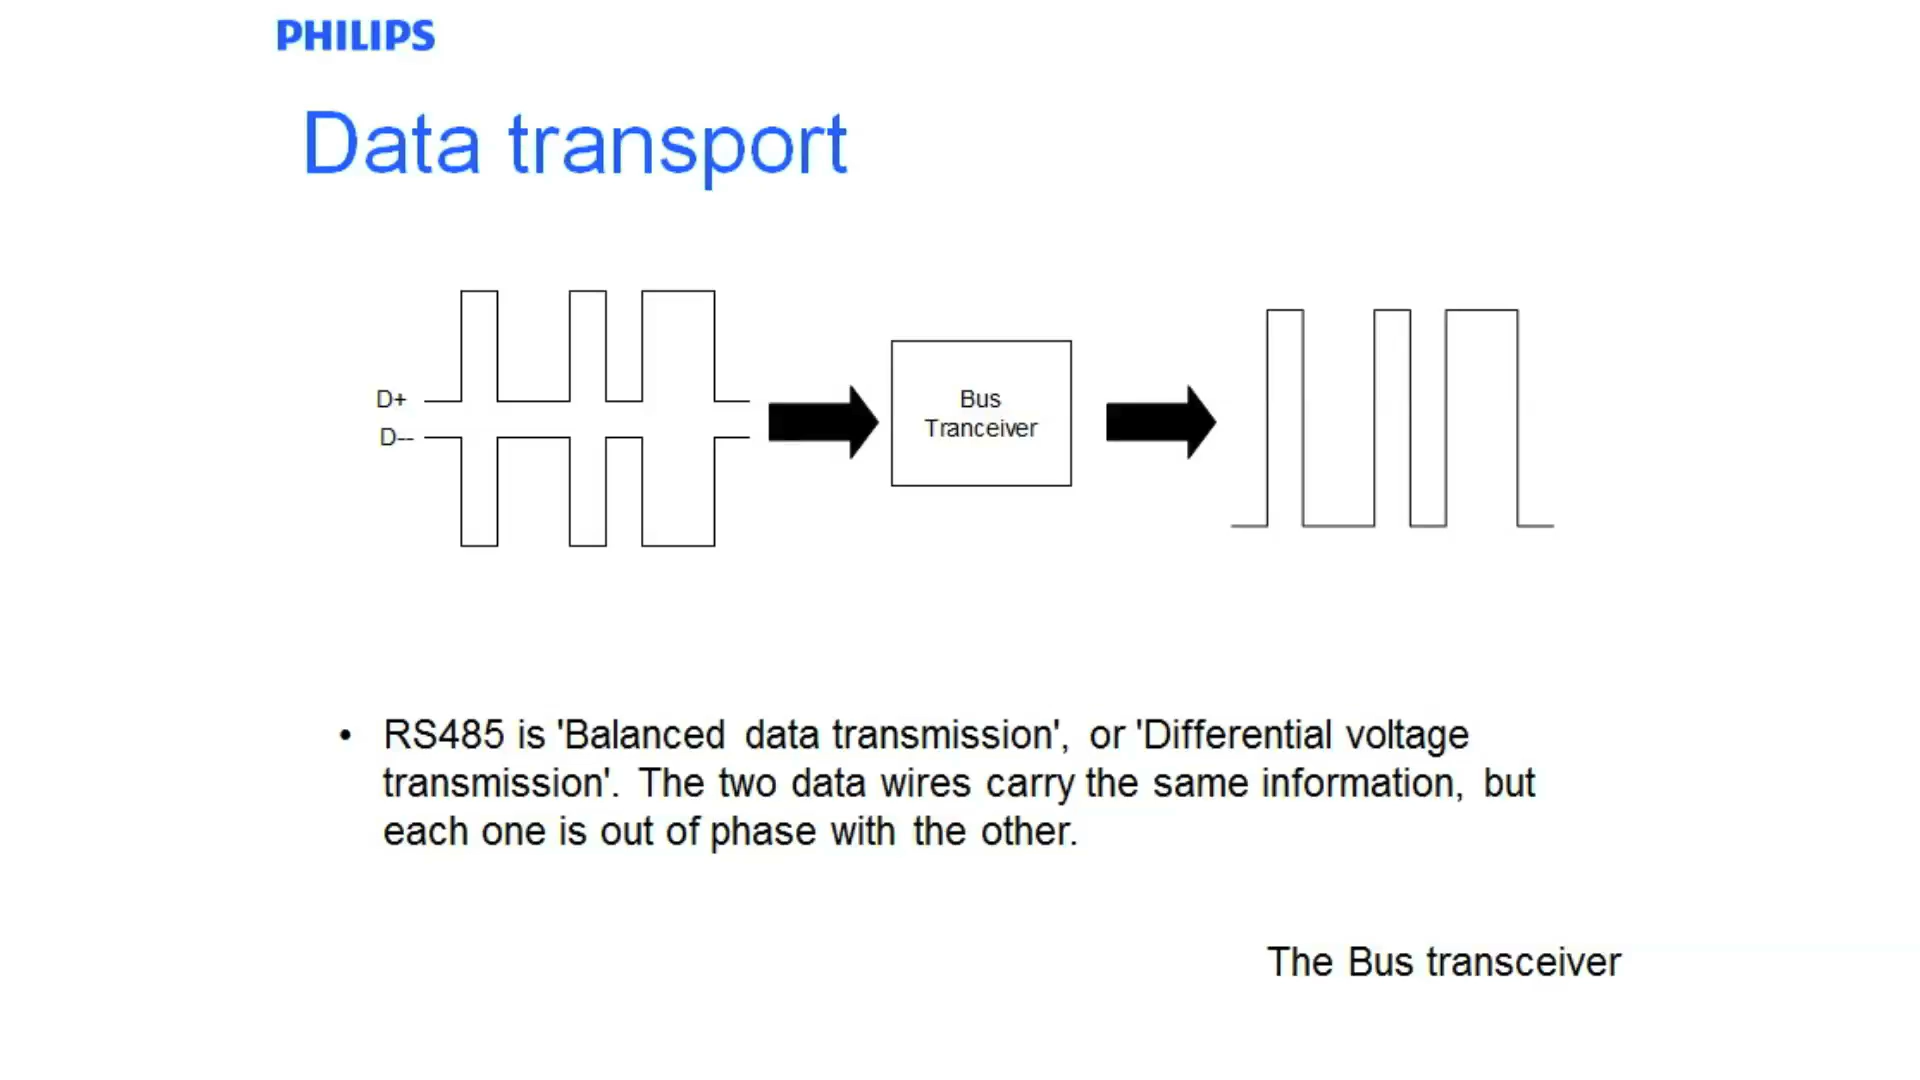 PHILIPS
Data transport
D+
D--
Bus
Tranceiver
• RS485 is 'Balanced data transmission', or 'Differential voltage
transmission'. The two data wires carry the same information, but
each one is out of phase with the other.
The Bus transceiver